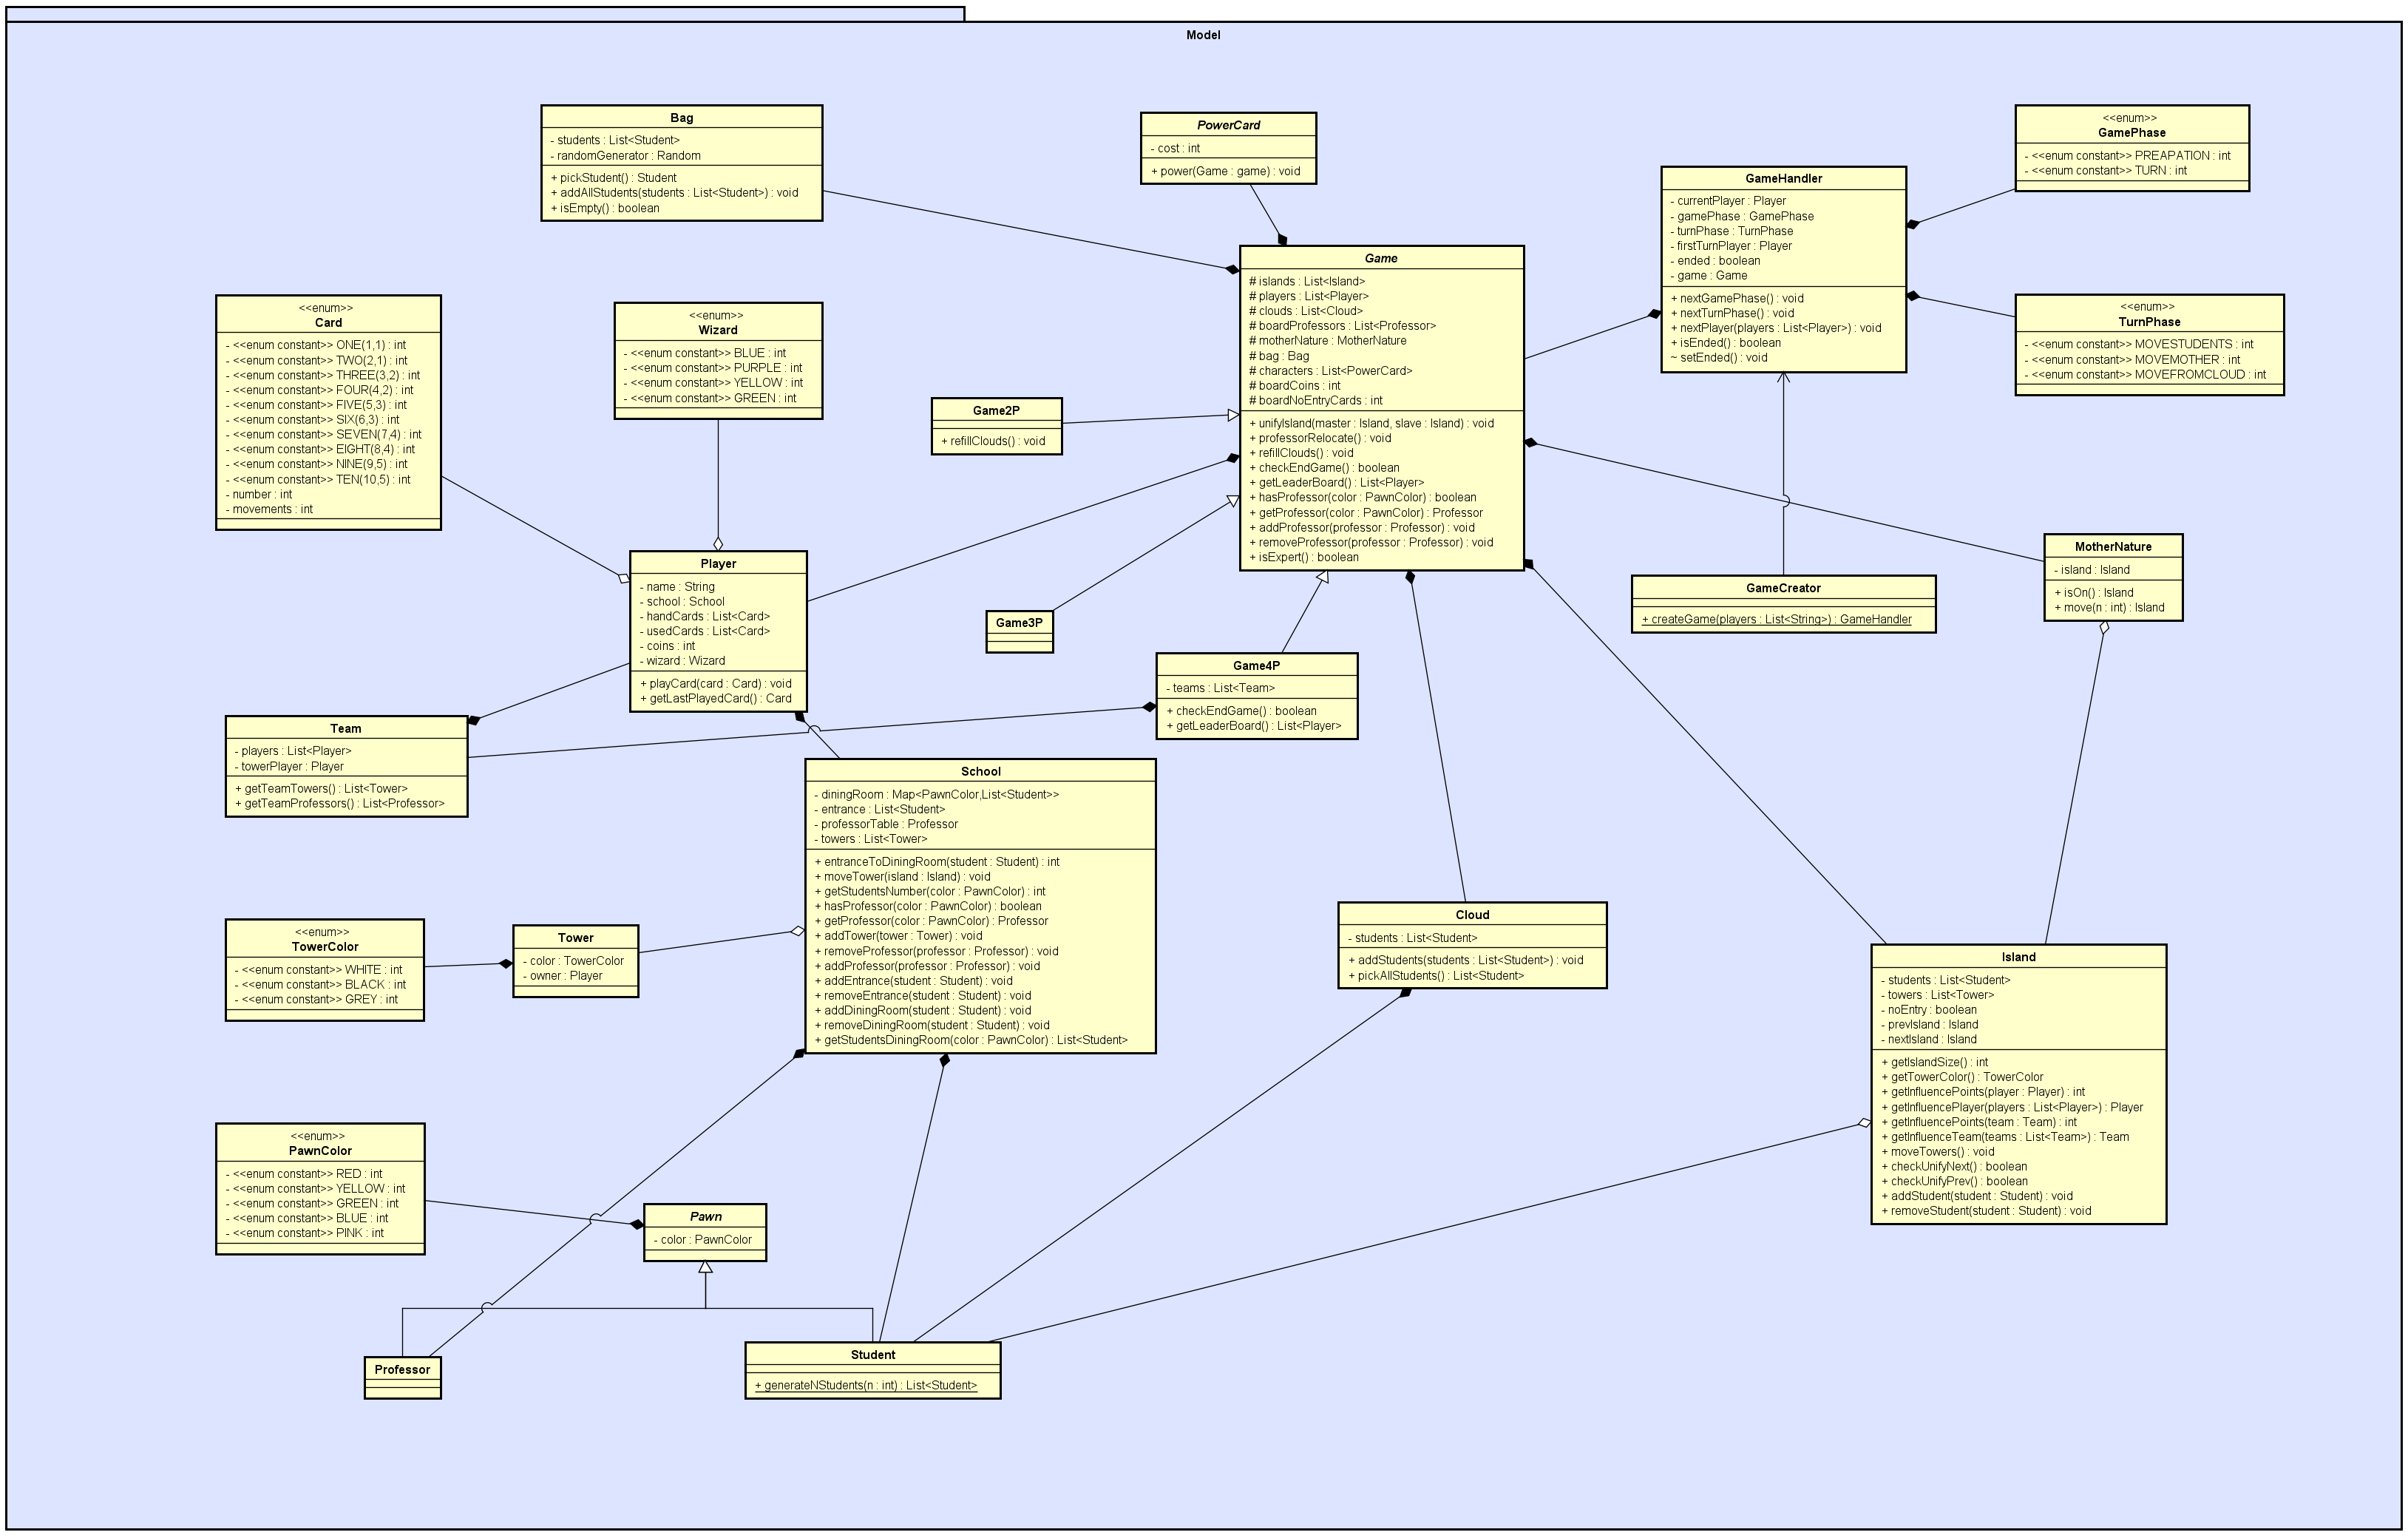 Model
Bag
- students : List<Student>
- randomGenerator : Random
+ pickStudent() : Student
+ addAllStudents(students : List<Student>) : void
+ isEmpty() : boolean
PowerCard
- cost : int
+ power(Game : game) : void
<<enum>>
GamePhase
- <<enum constant>> PREAPATION : int
- <<enum constant>> TURN : int
GameHandler
- currentPlayer : Player
- gamePhase : GamePhase
- turnPhase : TurnPhase
- firstTurnPlayer : Player
- ended : boolean
- game : Game
+ nextGamePhase() : void
+ nextTurnPhase() : void
+ nextPlayer(players : List<Player>) : void
+ isEnded() : boolean
~ setEnded() : void
Game
# islands : List<Island>
# players : List<Player>
# clouds : List<Cloud>
# boardProfessors : List<Professor>
# motherNature : MotherNature
# bag : Bag
# characters : List<PowerCard>
# boardCoins : int
# boardNoEntryCards : int
+ unifyIsland(master : Island, slave : Island) : void
+ professorRelocate() : void
+ refillClouds() : void
+ checkEndGame() : boolean
+ getLeaderBoard() : List<Player>
+ hasProfessor(color : PawnColor) : boolean
+ getProfessor(color : PawnColor) : Professor
+ addProfessor(professor : Professor) : void
+ removeProfessor(professor : Professor) : void
+ isExpert() : boolean
<<enum>>
TurnPhase
- <<enum constant>> MOVESTUDENTS : int
- <<enum constant>> MOVEMOTHER : int
- <<enum constant>> MOVEFROMCLOUD : int
<<enum>>
Card
- <<enum constant>> ONE(1,1) : int
- <<enum constant>> TWO(2,1) : int
- <<enum constant>> THREE(3,2) : int
- <<enum constant>> FOUR(4,2) : int
- <<enum constant>> FIVE(5,3) : int
- <<enum constant>> SIX(6,3) : int
- <<enum constant>> SEVEN(7,4) : int
- <<enum constant>> EIGHT(8,4) : int
- <<enum constant>> NINE(9,5) : int
- <<enum constant>> TEN(10,5) : int
- number : int
- movements : int
<<enum>>
Wizard
- <<enum constant>> BLUE : int
- <<enum constant>> PURPLE : int
- <<enum constant>> YELLOW : int
- <<enum constant>> GREEN : int
Game2P
+ refillClouds() : void
MotherNature
- island : Island
+ isOn() : Island
+ move(n : int) : Island
Player
- name : String
- school : School
- handCards : List<Card>
- usedCards : List<Card>
- coins : int
- wizard : Wizard
+ playCard(card : Card) : void
+ getLastPlayedCard() : Card
GameCreator
+ createGame(players : List<String>) : GameHandler
Game3P
Game4P
- teams : List<Team>
+ checkEndGame() : boolean
+ getLeaderBoard() : List<Player>
Team
- players : List<Player>
- towerPlayer : Player
+ getTeamTowers() : List<Tower>
+ getTeamProfessors() : List<Professor>
School
- diningRoom : Map<PawnColor,List<Student>>
- entrance : List<Student>
- professorTable : Professor
- towers : List<Tower>
+ entranceToDiningRoom(student : Student) : int
+ moveTower(island : Island) : void
+ getStudentsNumber(color : PawnColor) : int
+ hasProfessor(color : PawnColor) : boolean
+ getProfessor(color : PawnColor) : Professor
+ addTower(tower : Tower) : void
+ removeProfessor(professor : Professor) : void
+ addProfessor(professor : Professor) : void
+ addEntrance(student : Student) : void
+ removeEntrance(student : Student) : void
+ addDiningRoom(student : Student) : void
+ removeDiningRoom(student : Student) : void
+ getStudentsDiningRoom(color : PawnColor) : List<Student>
<<enum>>
TowerColor
- <<enum constant>> WHITE : int
- <<enum constant>> BLACK : int
- <<enum constant>> GREY : int
Tower
- color : TowerColor
- owner : Player
Cloud
- students : List<Student>
+ addStudents(students : List<Student>) : void
+ pickAllStudents() : List<Student>
Island
- students : List<Student>
- towers : List<Tower>
- noEntry : boolean
- prevIsland : Island
- nextIsland : Island
+ getIslandSize() : int
+ getTowerColor() : TowerColor
+ getInfluencePoints(player : Player) : int
+ getInfluencePlayer(players : List<Player>) : Player
+ getInfluencePoints(team : Team) : int
+ getInfluenceTeam(teams : List<Team>) : Team
+ moveTowers() : void
+ checkUnifyNext() : boolean
+ checkUnifyPrev() : boolean
+ addStudent(student : Student) : void
+ removeStudent(student : Student) : void
<<enum>>
PawnColor
- <<enum constant>> RED : int
- <<enum constant>> YELLOW : int
- <<enum constant>> GREEN : int
- <<enum constant>> BLUE : int
- <<enum constant>> PINK : int
Pawn
- color : PawnColor
Professor
Student
+ generateNStudents(n : int) : List<Student>